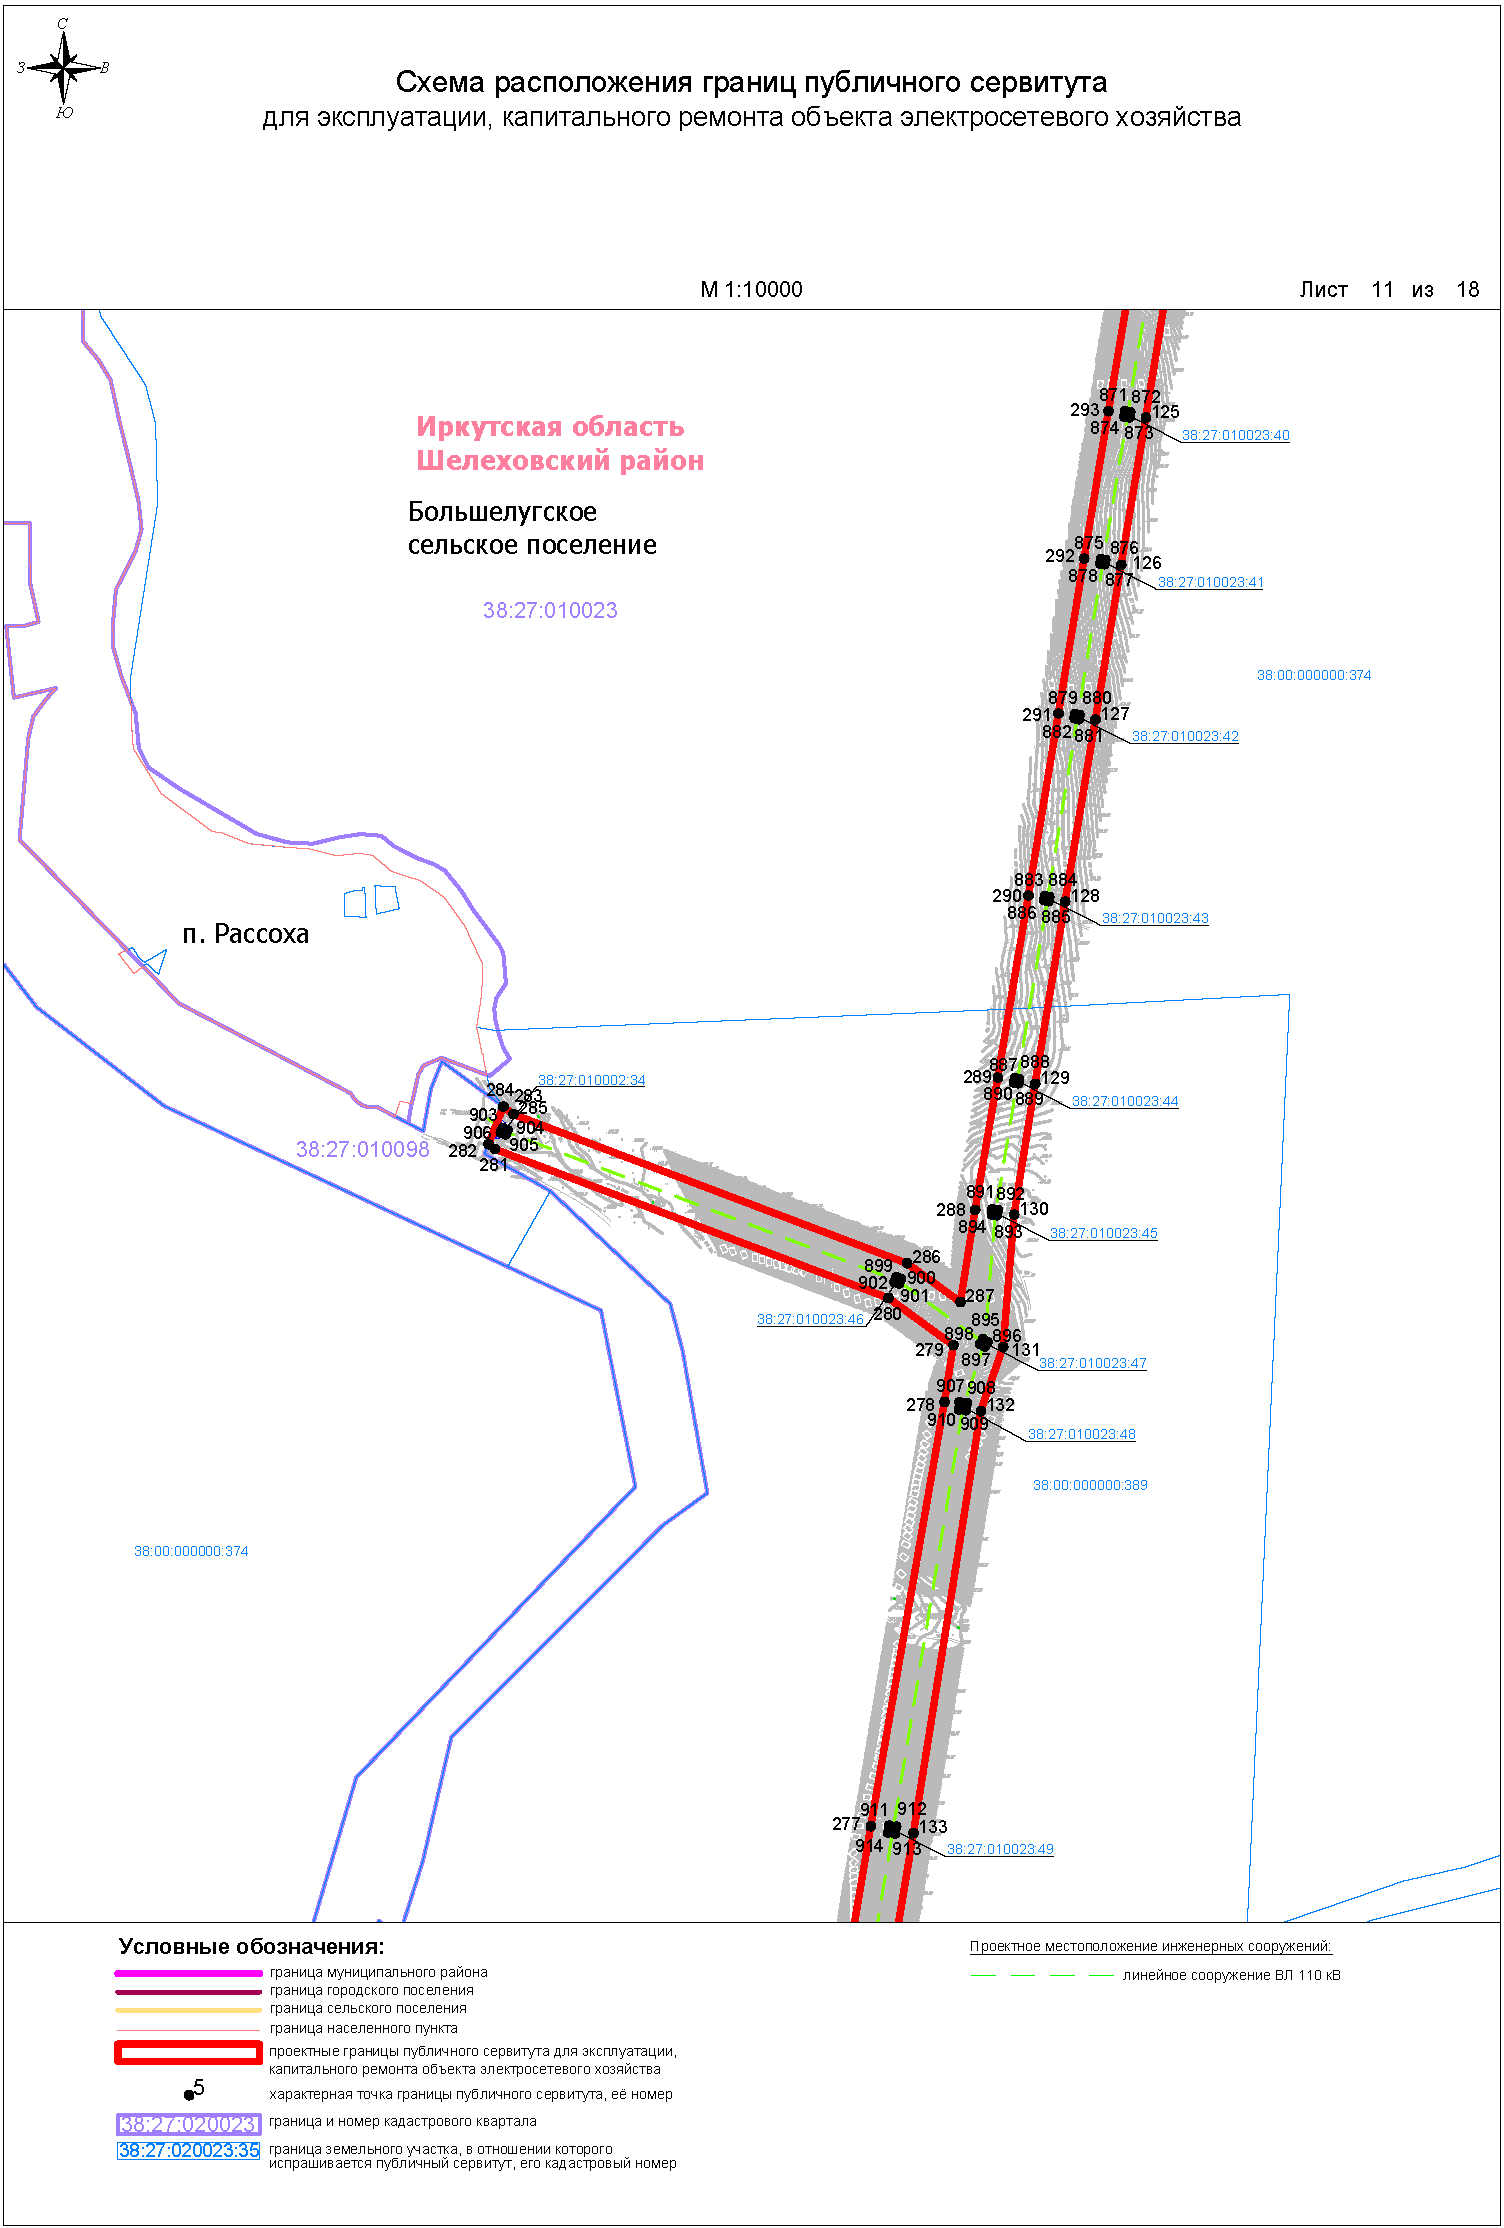 С
З В
Ю
Схема расположения границ публичного сервитута
для эксплуатации, капитального ремонта объекта электросетевого хозяйства
М 1:10000
Лист 11 из 18
871 872
293 125
874 873
38:27:010023:40
Иркутская область
Шелеховский район
Большелугское
сельское поселение
875 876
292 126
878 877
38:27:010023:41
38:27:010023
38:00:000000:374
879 880
291 127
882 881
38:27:010023:42
883 884
290 128
886 885
38:27:010023:43
п. Рассоха
887 888
289 129
890 889
38:27:010023:44
38:27:010002:34
284 283
903 285
906 904
282 905
281
38:27:010098
891 892
288 130
894 893
38:27:010023:45
286
899 900
902 901
287
280
38:27:010023:46
895
898 896
279 131
897
38:27:010023:47
907 908
278 132
910 909
38:27:010023:48
38:00:000000:389
38:00:000000:374
911 912
277 133
914 913
38:27:010023:49
Условные обозначения:
граница муниципального района
граница городского поселения
граница сельского поселения
граница населенного пункта
проектные границы публичного сервитута для эксплуатации,
капитального ремонта объекта электросетевого хозяйства
5
характерная точка границы публичного сервитута, её номер
38:27:020023 граница и номер кадастрового квартала
38:27:020023:35 граница земельного участка, в отношении которого
испрашивается публичный сервитут, его кадастровый номер
Проектное местоположение инженерных сооружений:
линейное сооружение ВЛ 110 кВ